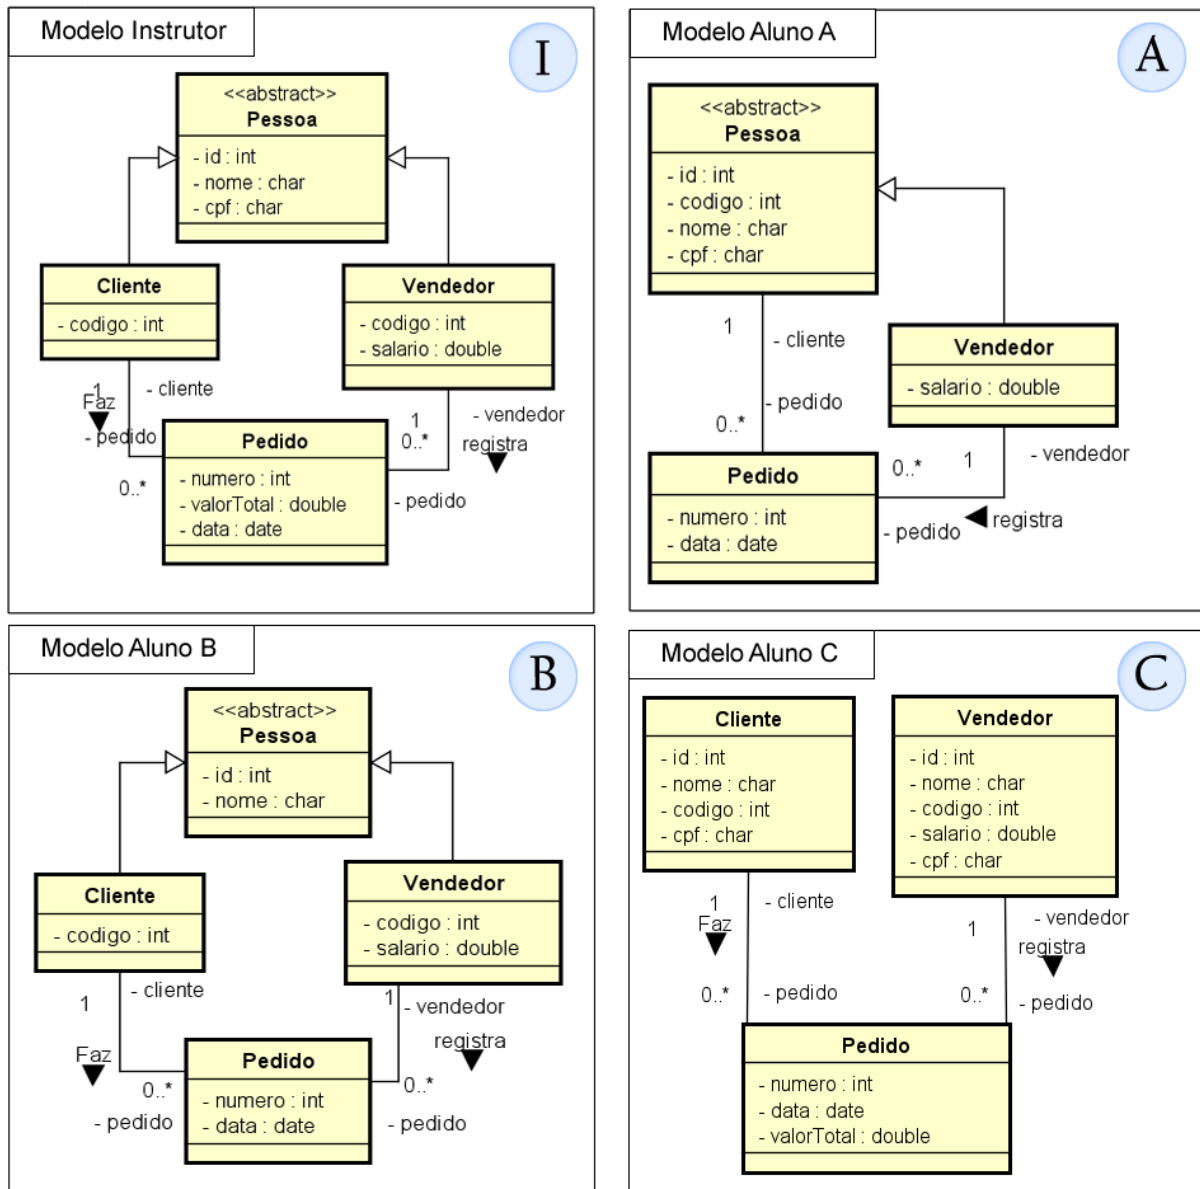 Modelo Instrutor
I
<<abstract>>
Pessoa
- id : int
- nome : char
- cpf : char
Cliente
- codigo : int
Vendedor
- codigo : int
- salario : double
1
- cliente
Faz
- pedido
0..*
1
- vendedor
0..*
registra
- pedido
Pedido
- numero : int
- valorTotal : double
- data : date
Modelo Aluno A
A
<<abstract>>
Pessoa
- id : int
- codigo : int
- nome : char
- cpf : char
1
- cliente
- pedido
0..*
Vendedor
- salario : double
- vendedor
1
0..*
- pedido
registra
Pedido
- numero : int
- data : date
Modelo Aluno B
B
<<abstract>>
Pessoa
- id : int
- nome : char
Cliente
- codigo : int
Vendedor
- codigo : int
- salario : double
1
- cliente
Faz
0..*
- pedido
1
- vendedor
registra
0..*
- pedido
Pedido
- numero : int
- data : date
Modelo Aluno C
C
Cliente
- id : int
- nome : char
- codigo : int
- cpf : char
Vendedor
- id : int
- nome : char
- codigo : int
- salario : double
- cpf : char
1
- cliente
Faz
0..*
- pedido
1
- vendedor
registra
0..*
- pedido
Pedido
- numero : int
- data : date
- valorTotal : double